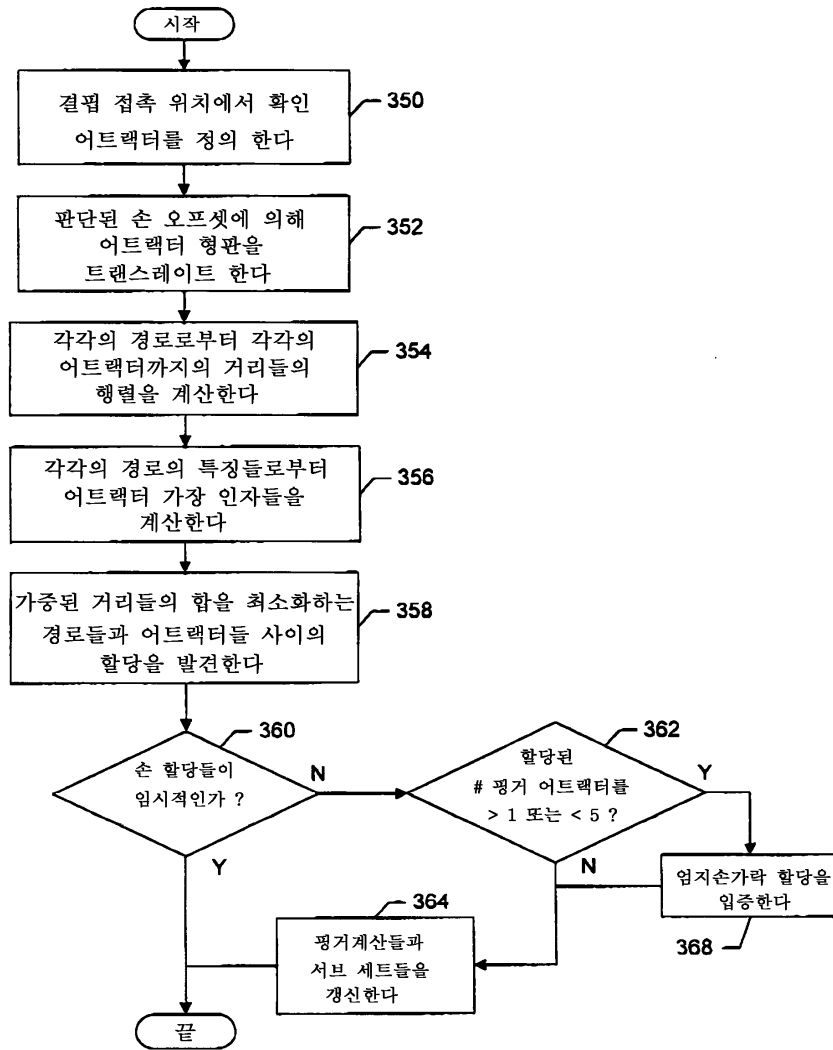 시작
결핍 접촉 위치에서 확인
어트랙터를 정의 한다
350
판단된 손 오프셋에 의해
어트랙터 형판을
트랜스레이트 한다
352
각각의 경로로부터 각각의
어트랙터까지의 거리들의
행렬을 계산한다
354
각각의 경로의 특징들로부터
어트랙터 가장 인자들을
계산한다
356
가중된 거리들의 합을 최소화하는
경로들과 어트랙터들 사이의
할당을 발견한다
358
360
손 할당들이
임시적인가 ?
N
Y
362
할당된
# 핑거 어트랙터를
> 1 또는 < 5 ?
Y
N
엄지손가락 할당을
입증한다
368
364
핑거계산들과
서브 세트들을
갱신한다
끝